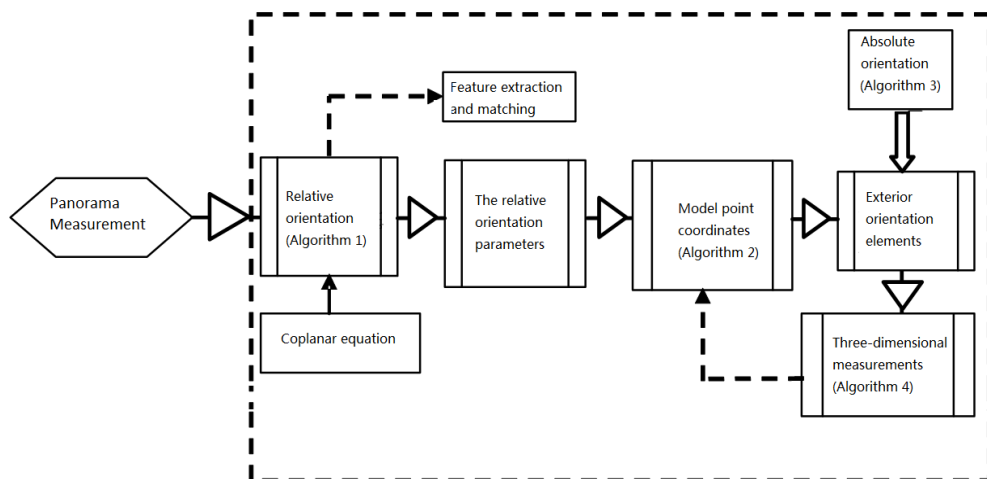 Panorama
Measurement
Relative
orientation
(Algorithm 1)
Coplanar equation
Feature extraction
and matching
The relative
orientation
parameters
Model point
coordinates
(Algorithm 2)
Absolute
orientation
(Algorithm 3)
Exterior
orientation
elements
Three-dimensional
measurements
(Algorithm 4)